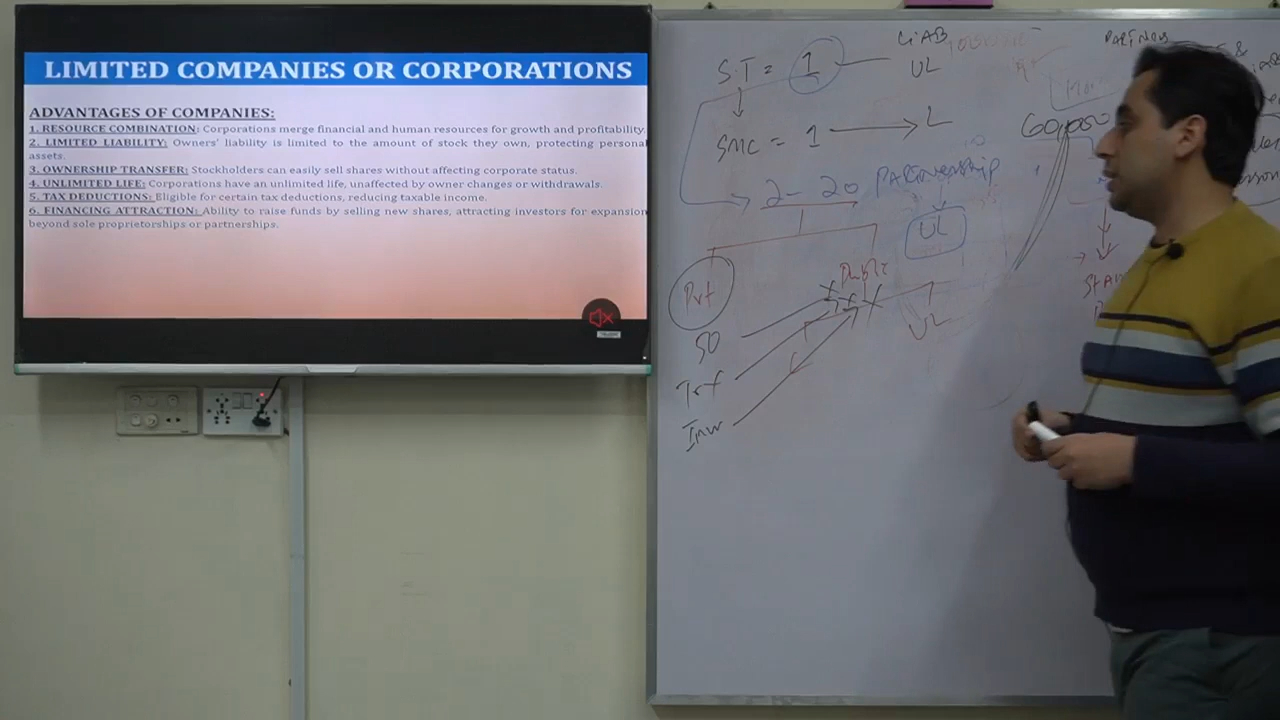 LIMITED COMPANIES OR CORPORATIONS
ADVANTAGES OF COMPANIES:
1. RESOURCE COMBINATION: Corporations merge financial and human resources for growth and profitability.
2. LIMITED LIABILITY: Owners' liability is limited to the amount of stock they own, protecting personal
assets.
3. OWNERSHIP TRANSFER: Stockholders can easily sell shares without affecting corporate status.
4. UNLIMITED LIFE: Corporations have an unlimited life, unaffected by owner changes or withdrawals.
5. TAX DEDUCTIONS: Eligible for certain tax deductions, reducing taxable income.
6. FINANCING ATTRACTION: Ability to raise funds by selling new shares, attracting investors for expansion
beyond sole proprietorships or partnerships.
S.T = 1
LIAB
UL
SMC = 1 L
2-20 PARTNERSHIP
UL
Prt
Public
UL
SO
Trf
Inv
PARTNER
60,000